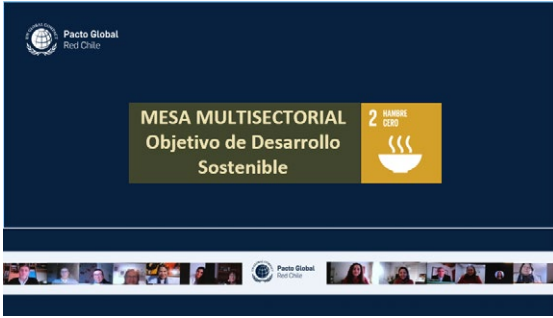 Pacto Global
Red Chile
MESA MULTISECTORIAL
Objetivo de Desarrollo
Sostenible
2 HAMBRE
CERO
Pacto Global
Red Chile